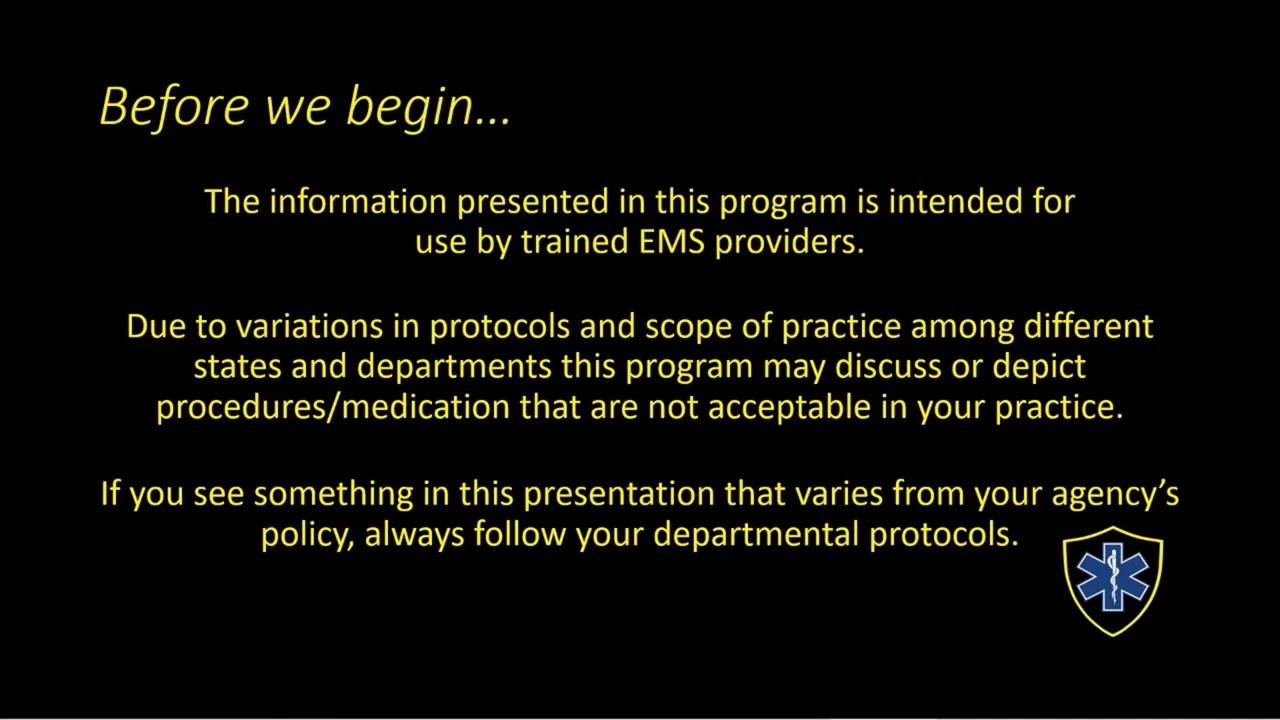 Before we begin...
The information presented in this program is intended for
use by trained EMS providers.
Due to variations in protocols and scope of practice among different
states and departments this program may discuss or depict
procedures/medication that are not acceptable in your practice.
If you see something in this presentation that varies from your agency’s
policy, always follow your departmental protocols.